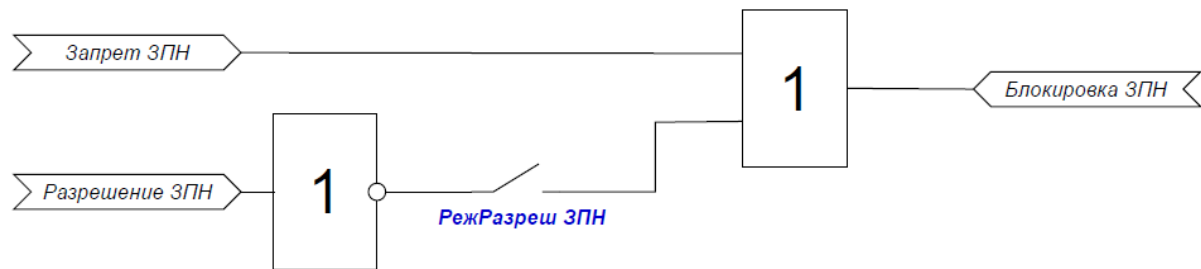 Запрет ЗПН
1
Блокировка ЗПН
Разрешение ЗПН
1
РежРазреш ЗПН